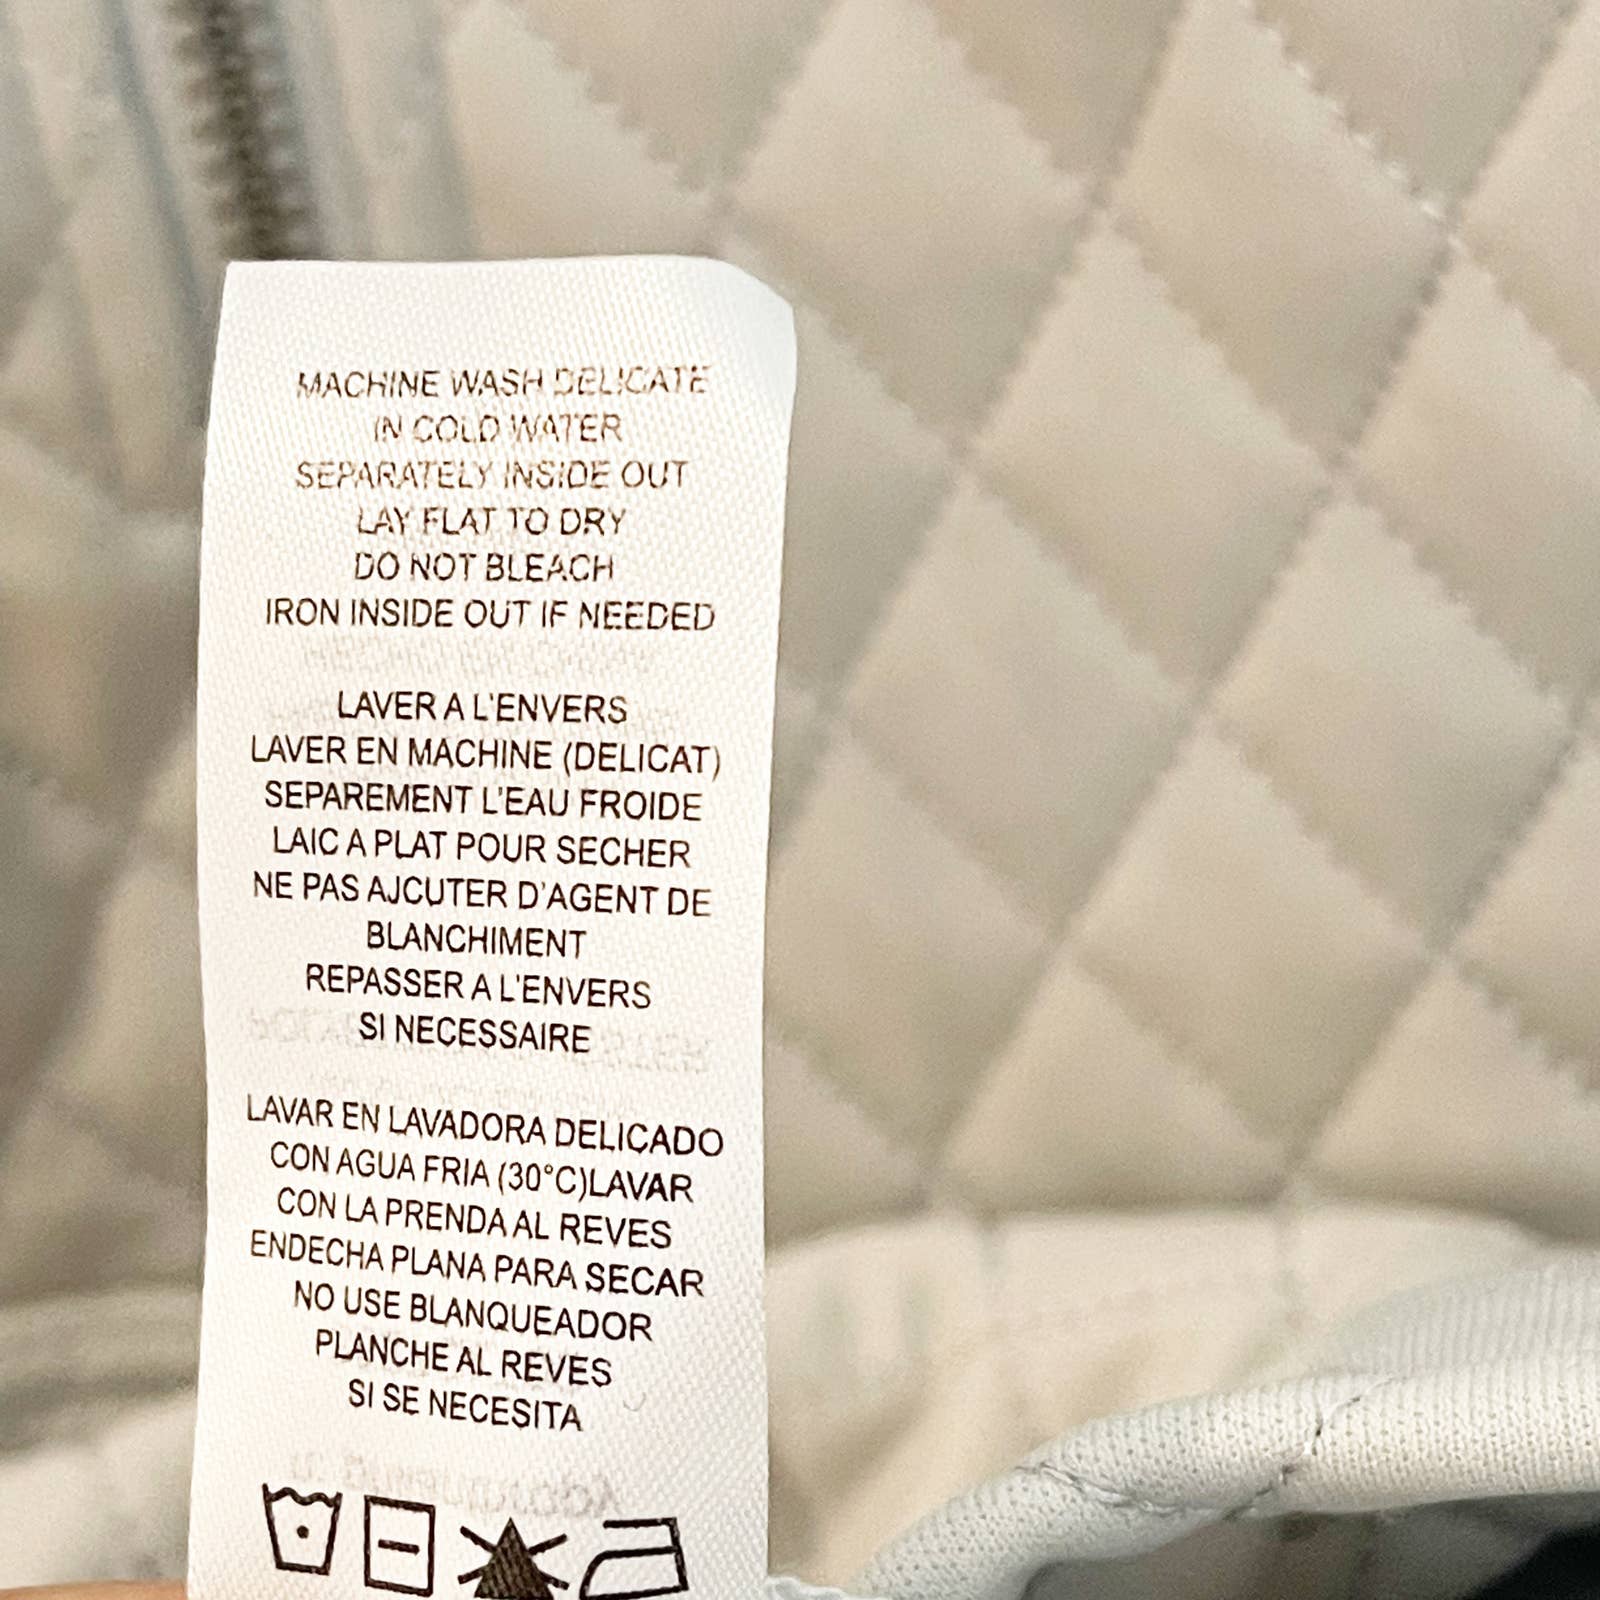 MACHINE WASH DELICATE
IN COLD WATER
SEPARATELY INSIDE OUT
LAY FLAT TO DRY
DO NOT BLEACH
IRON INSIDE OUT IF NEEDED
LAVER A L'ENVERS
LAVER EN MACHINE (DELICAT)
SEPAREMENT L'EAU FROIDE
LAIC A PLAT POUR SECHER
NE PAS AJCUTER D'AGENT DE
BLANCHIMENT
REPASSER A L'ENVERS
SI NECESSAIRE
LAVAR EN LAVADORA DELICADO
CON AGUA FRIA (30°C)LAVAR
CON LA PRENDA AL REVES
ENDECHA PLANA PARA SECAR
NO USE BLANQUEADOR
PLANCHE AL REVES
SI SE NECESITA